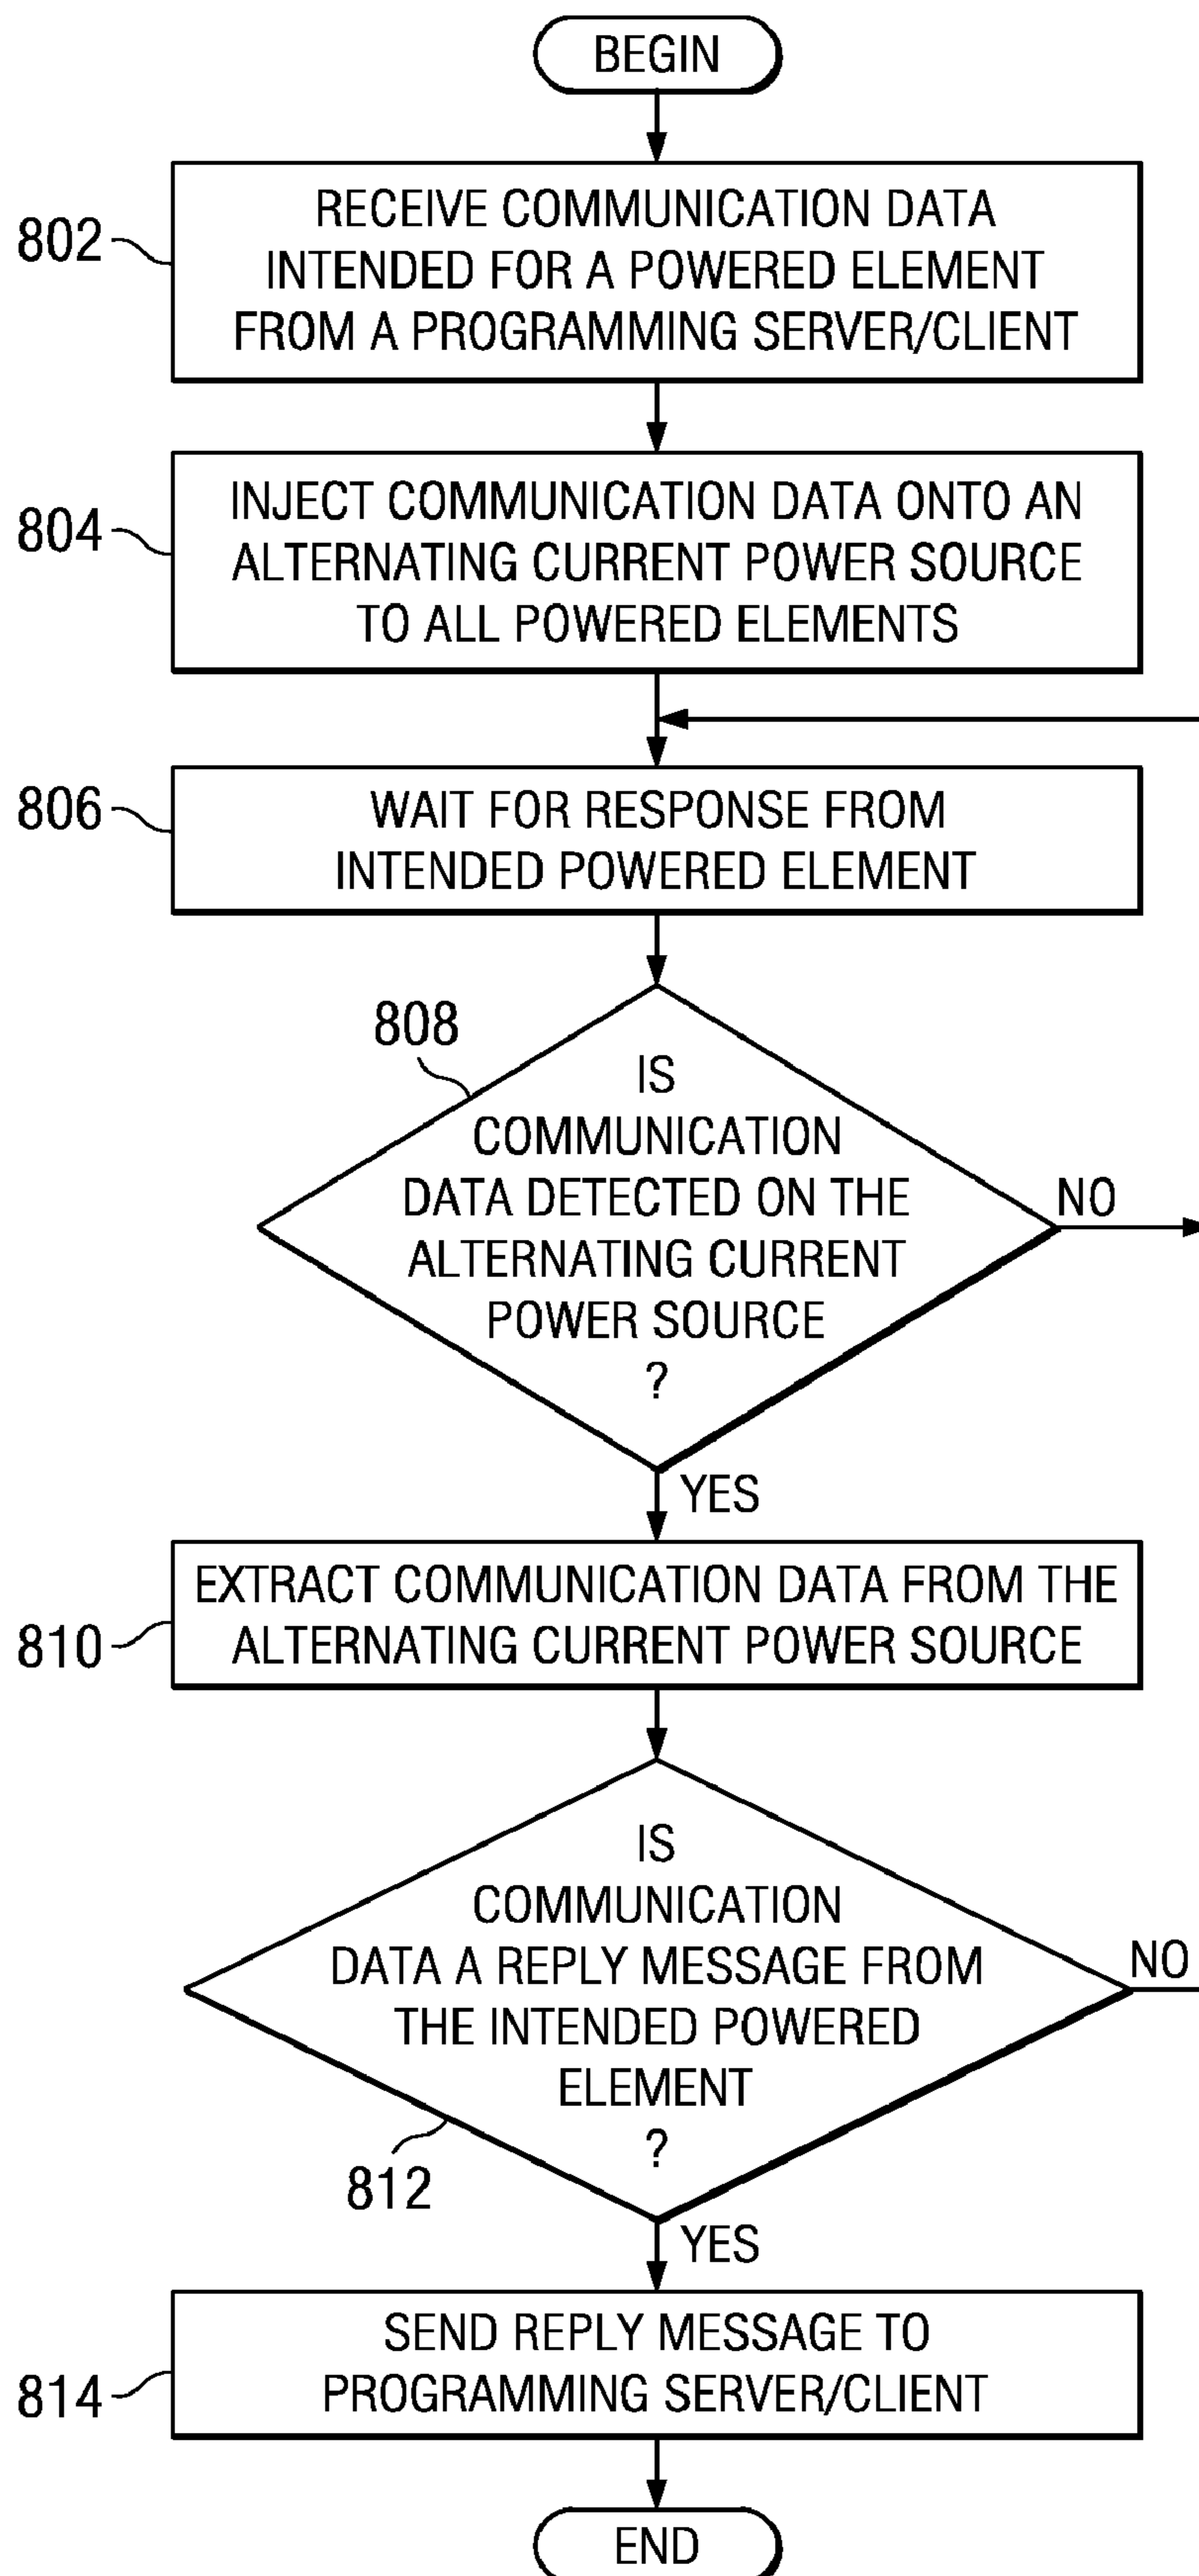 BEGIN
802
RECEIVE COMMUNICATION DATA
INTENDED FOR A POWERED ELEMENT
FROM A PROGRAMMING SERVER/CLIENT
804
INJECT COMMUNICATION DATA ONTO AN
ALTERNATING CURRENT POWER SOURCE
TO ALL POWERED ELEMENTS
806
WAIT FOR RESPONSE FROM
INTENDED POWERED ELEMENT
808
IS
COMMUNICATION
DATA DETECTED ON THE
ALTERNATING CURRENT
POWER SOURCE
?
NO
YES
810
EXTRACT COMMUNICATION DATA FROM THE
ALTERNATING CURRENT POWER SOURCE
IS
COMMUNICATION
DATA A REPLY MESSAGE FROM
THE INTENDED POWERED
ELEMENT
?
NO
812
YES
814
SEND REPLY MESSAGE TO
PROGRAMMING SERVER/CLIENT
END